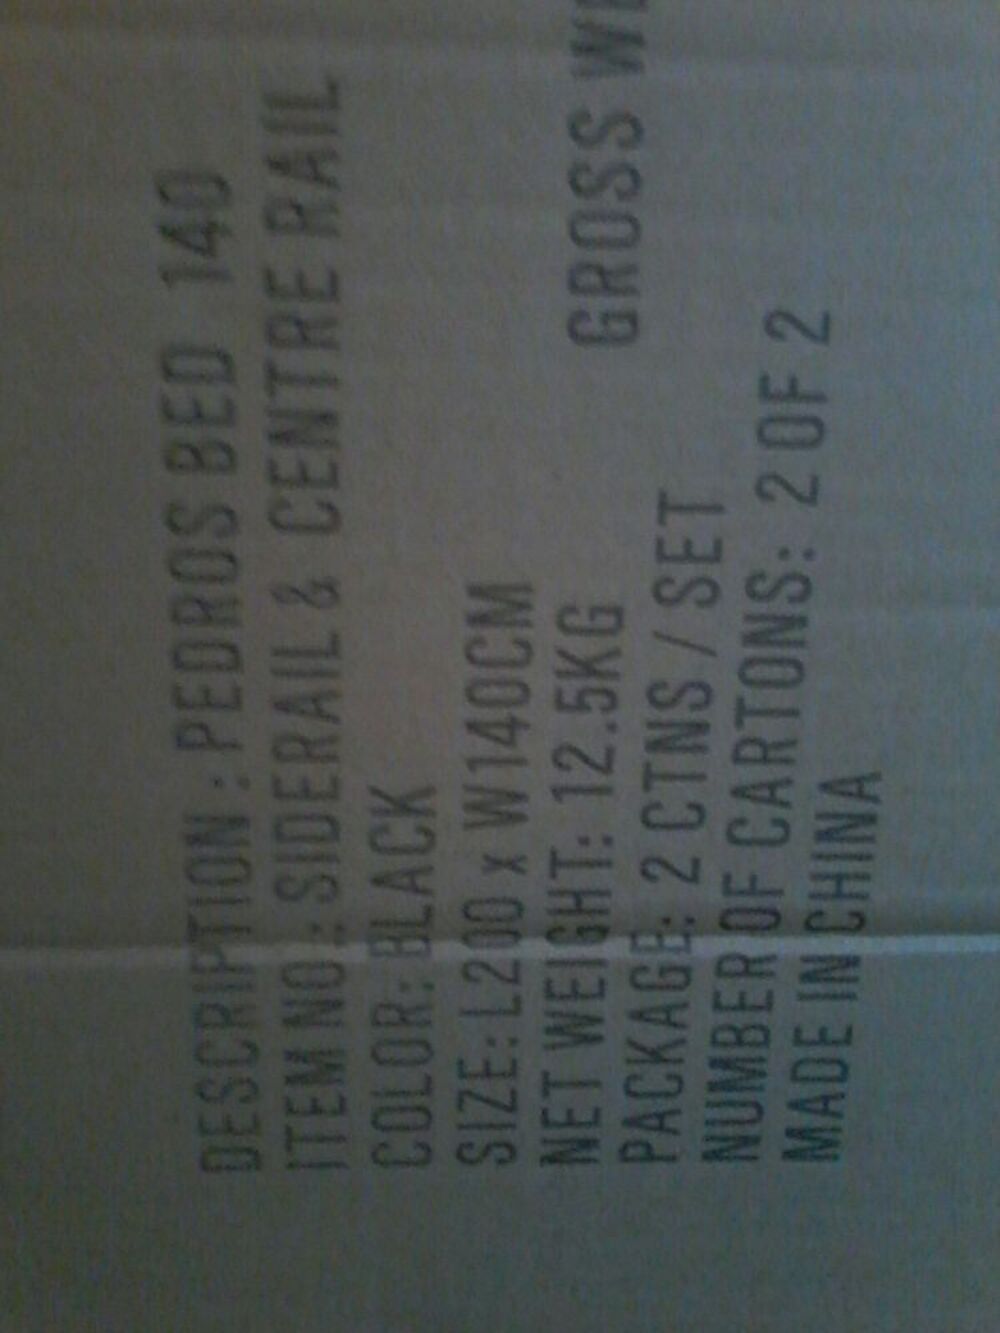 DESCRIPTION : PEDROS BED 140
ITEM NO.: SIDERAIL & CENTRE RAIL
COLOR: BLACK
SIZE: L200 x W140CM
NET WEIGHT: 12.5KG GROSS
PACKAGE: 2 CTNS / SET
NUMBER OF CARTONS: 2 OF 2
MADE IN CHINA